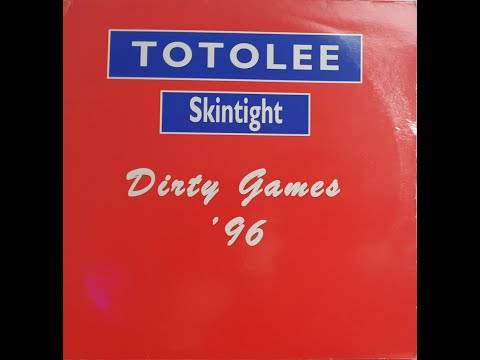 TOTOLEE
Skintight
Dirty Games
'96